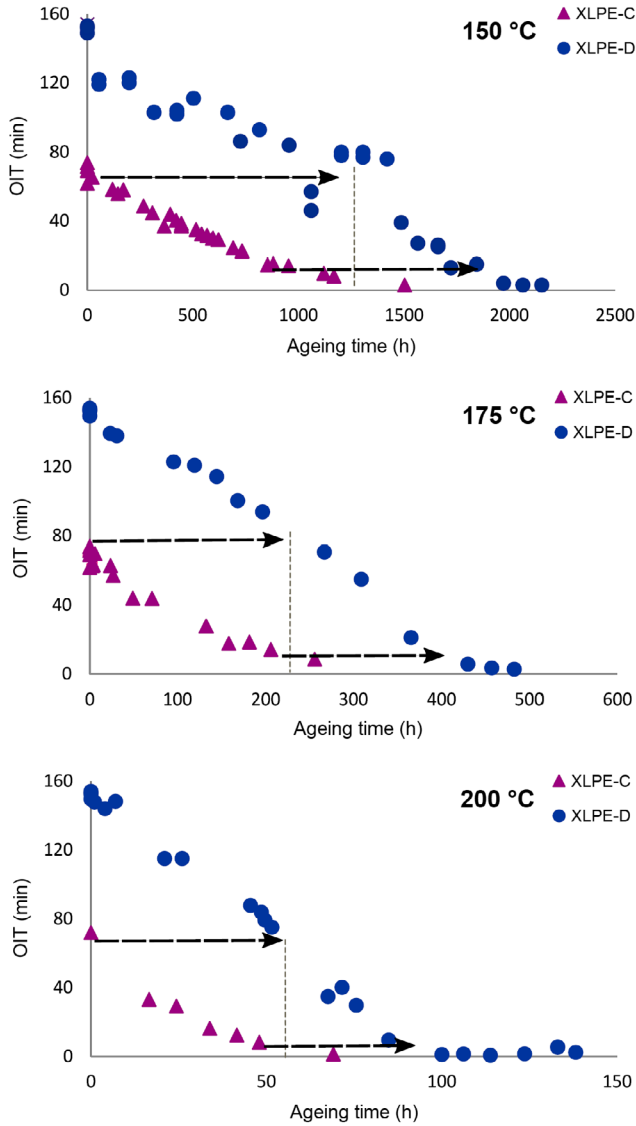 150 °C
XLPE-C
XLPE-D
160
120
80
40
0
OIT (min)
0 500 1000 1500 2000 2500
Ageing time (h)
175 °C
XLPE-C
XLPE-D
160
120
80
40
0
OIT (min)
0 100 200 300 400 500 600
Ageing time (h)
200 °C
XLPE-C
XLPE-D
160
120
80
40
0
OIT (min)
0 50 100 150
Ageing time (h)